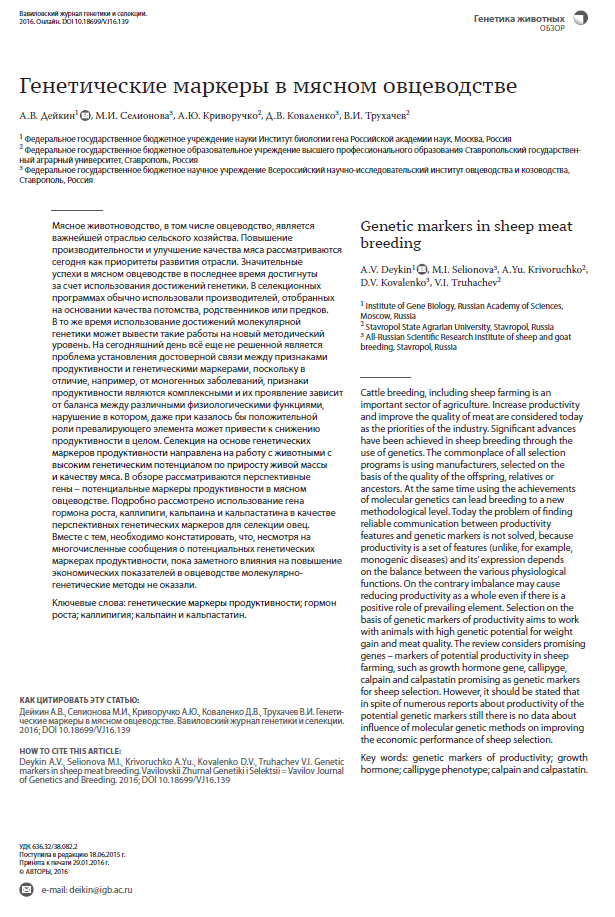 Вавиловский журнал генетики и селекции.
2016. Онлайн. DOI 10.18699/VJ16.139
Генетика животных
ОБЗОР
Генетические маркеры в мясном овцеводстве
А.В. Дейкин1, М.И. Селионова3, А.Ю. Криворучко2, Д.В. Коваленко3, В.И. Трухачев2
1 Федеральное государственное бюджетное учреждение науки Институт биологии гена Российской академии наук, Москва, Россия
2 Федеральное государственное бюджетное образовательное учреждение высшего профессионального образования Ставропольский государствен-
ный аграрный университет, Ставрополь, Россия
3 Федеральное государственное бюджетное научное учреждение Всероссийский научно-исследовательский институт овцеводства и козоводства,
Ставрополь, Россия
Мясное животноводство, в том числе овцеводство, является
важнейшей отраслью сельского хозяйства. Повышение
производительности и улучшение качества мяса рассматриваются
сегодня как приоритеты развития отрасли. Значительные
успехи в мясном овцеводстве в последнее время достигнуты
за счет использования достижений генетики. В селекционных
программах обычно использовали производителей, отобранных
на основании качества потомства, родственников или предков.
В то же время использование достижений молекулярной
генетики может вывести такие работы на новый методический
уровень. На сегодняшний день всё еще не решенной является
проблема установления достоверной связи между признаками
продуктивности и генетическими маркерами, поскольку в
отличие, например, от моногенных заболеваний, признаки
продуктивности являются комплексными и их проявление зависит
от баланса между различными физиологическими функциями,
нарушение в котором, даже при казалось бы положительной
роли превалирующего элемента может привести к снижению
продуктивности в целом. Селекция на основе генетических
маркеров продуктивности направлена на работу с животными с
высоким генетическим потенциалом по приросту живой массы
и качеству мяса. В обзоре рассматриваются перспективные
гены – потенциальные маркеры продуктивности в мясном
овцеводстве. Подробно рассмотрено использование гена
гормона роста, каллипиги, кальпаина и кальпастатина в качестве
перспективных генетических маркеров для селекции овец.
Вместе с тем, необходимо констатировать, что, несмотря на
многочисленные сообщения о потенциальных генетических
маркерах продуктивности, пока заметного влияния на повышение
экономических показателей в овцеводстве молекулярно-
генетические методы не оказали.
Ключевые слова: генетические маркеры продуктивности; гормон
роста; каллипигия; кальпаин и кальпастатин.
Genetic markers in sheep meat
breeding
A.V. Deykin1, M.I. Selionova3, A.Yu. Krivoruchko2,
D.V. Kovalenko3, V.I. Truhachev2
1 Institute of Gene Biology, Russian Academy of Sciences,
Moscow, Russia
2 Stavropol State Agrarian University, Stavropol, Russia
3 All-Russian Scientific Research Institute of sheep and goat
breeding, Stavropol, Russia
Cattle breeding, including sheep farming is an
important sector of agriculture. Increase productivity
and improve the quality of meat are considered today
as the priorities of the industry. Significant advances
have been achieved in sheep breeding through the
use of genetics. The commonplace of all selection
programs is using manufacturers, selected on the
basis of the quality of the offspring, relatives or
ancestors. At the same time using the achievements
of molecular genetics can lead breeding to a new
methodological level. Today the problem of finding
reliable communication between productivity
features and genetic markers is not solved, because
productivity is a set of features (unlike, for example,
monogenic diseases) and its' expression depends
on the balance between the various physiological
functions. On the contrary imbalance may cause
reducing productivity as a whole even if there is a
positive role of prevailing element. Selection on the
basis of genetic markers of productivity aims to work
with animals with high genetic potential for weight
gain and meat quality. The review considers promising
genes – markers of potential productivity in sheep
farming, such as growth hormone gene, callipyge,
calpain and calpastatin promising as genetic markers
for sheep selection. However, it should be stated that
in spite of numerous reports about productivity of the
potential genetic markers still there is no data about
influence of molecular genetic methods on improving
the economic performance of sheep selection.
Key words: genetic markers of productivity; growth
hormone; callipyge phenotype; calpain and calpastatin.
КАК ЦИТИРОВАТЬ ЭТУ СТАТЬЮ:
Дейкин А.В., Селионова М.И., Криворучко А.Ю., Коваленко Д.В., Трухачев В.И. Генети-
ческие маркеры в мясном овцеводстве. Вавиловский журнал генетики и селекции.
2016; DOI 10.18699/VJ16.139
HOW TO CITE THIS ARTICLE:
Deykin A.V., Selionova M.I., Krivoruchko A.Yu., Kovalenko D.V., Truhachev V.I. Genetic
markers in sheep meat breeding. Vavilovskii Zhurnal Genetiki i Selektsii = Vavilov Journal
of Genetics and Breeding. 2016; DOI 10.18699/VJ16.139
УДК 636.32/38.082.2
Поступила в редакцию 18.06.2015 г.
Принята к печати 29.01.2016 г.
© АВТОРЫ, 2016
e-mail: deikin@igb.ac.ru